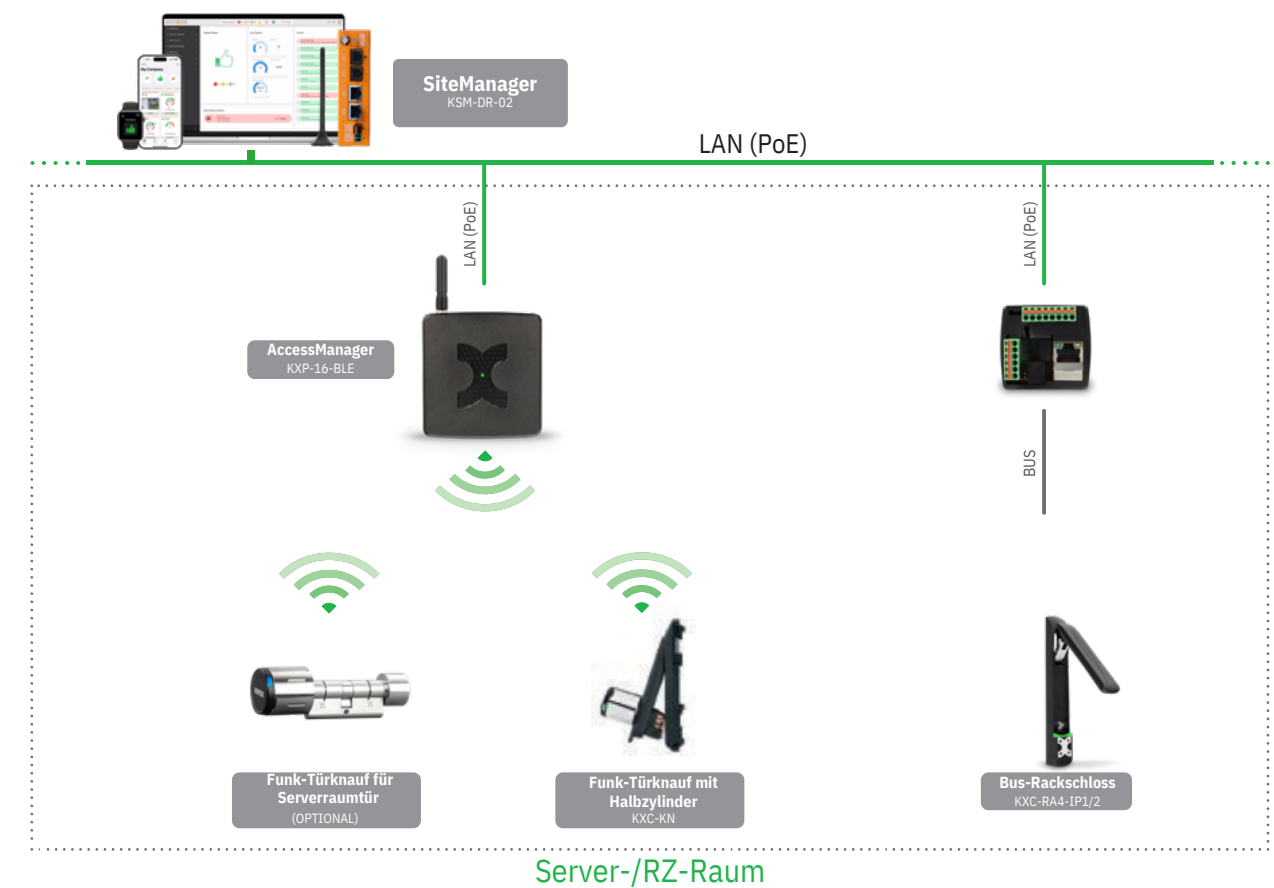 SiteManager
KSM-DR-02
LAN (PoE)
LAN (PoE)
LAN (PoE)
AccessManager
KXP-16-BLE
BUS
Funk-Türknauf für
Serverraumtür
(OPTIONAL)
Funk-Türknauf mit
Halbzylinder
KXC-KN
Bus-Rackschloss
KXC-RA4-IP1/2
Server-/RZ-Raum